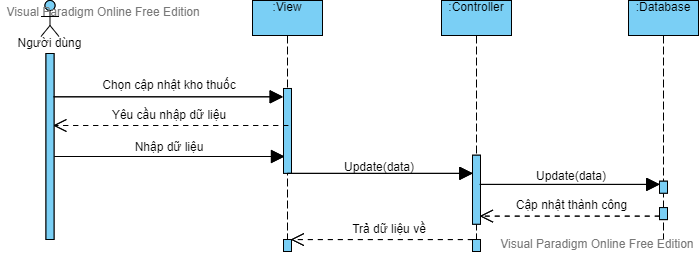 Visual Paradigm Online Free Edition
:View
:Controller
:Database
Người dùng
Chọn cập nhật kho thuốc
Yêu cầu nhập dữ liệu
Nhập dữ liệu
Update(data)
Update(data)
Cập nhật thành công
Trả dữ liệu về
Visual Paradigm Online Free Edition